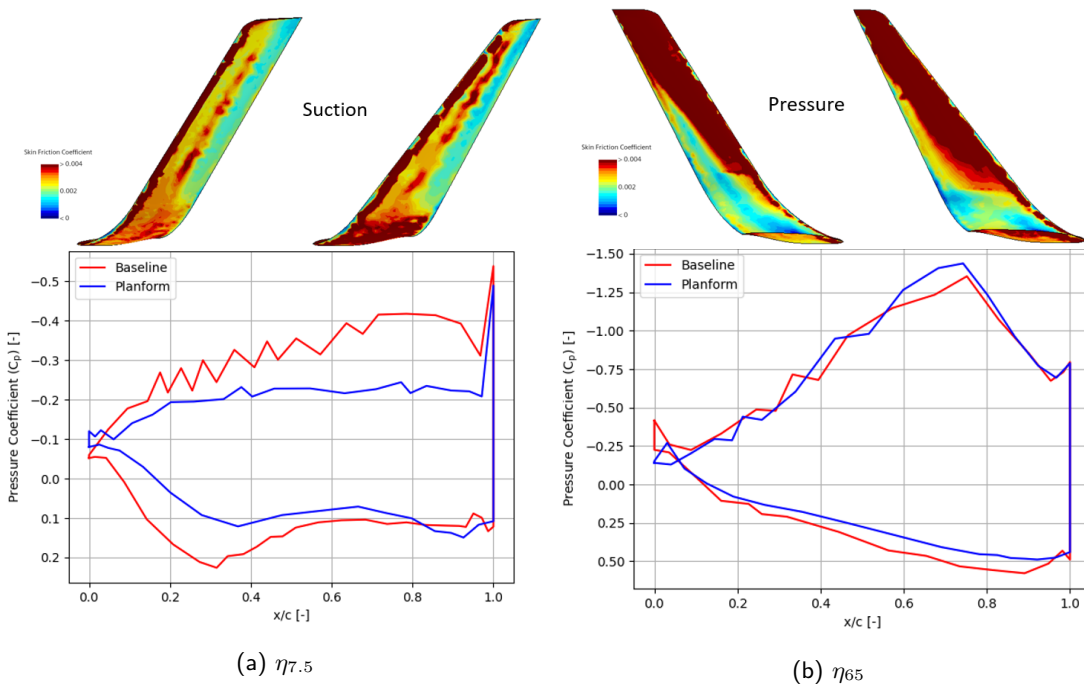 Suction
Pressure
Skin Friction Coefficient
> 0.004
0.002
< 0
Skin Friction Coefficient
> 0.004
0.002
< 0
Baseline
Planform
−0.5
−0.4
−0.3
−0.2
−0.1
0.0
0.1
0.2
Pressure Coefficient (Cₚ) [-]
0.0 0.2 0.4 0.6 0.8 1.0
x/c [-]
(a) η₇.₅
Baseline
Planform
−1.50
−1.25
−1.00
−0.75
−0.50
−0.25
0.00
0.25
0.50
Pressure Coefficient (Cₚ) [-]
0.0 0.2 0.4 0.6 0.8 1.0
x/c [-]
(b) η₆₅